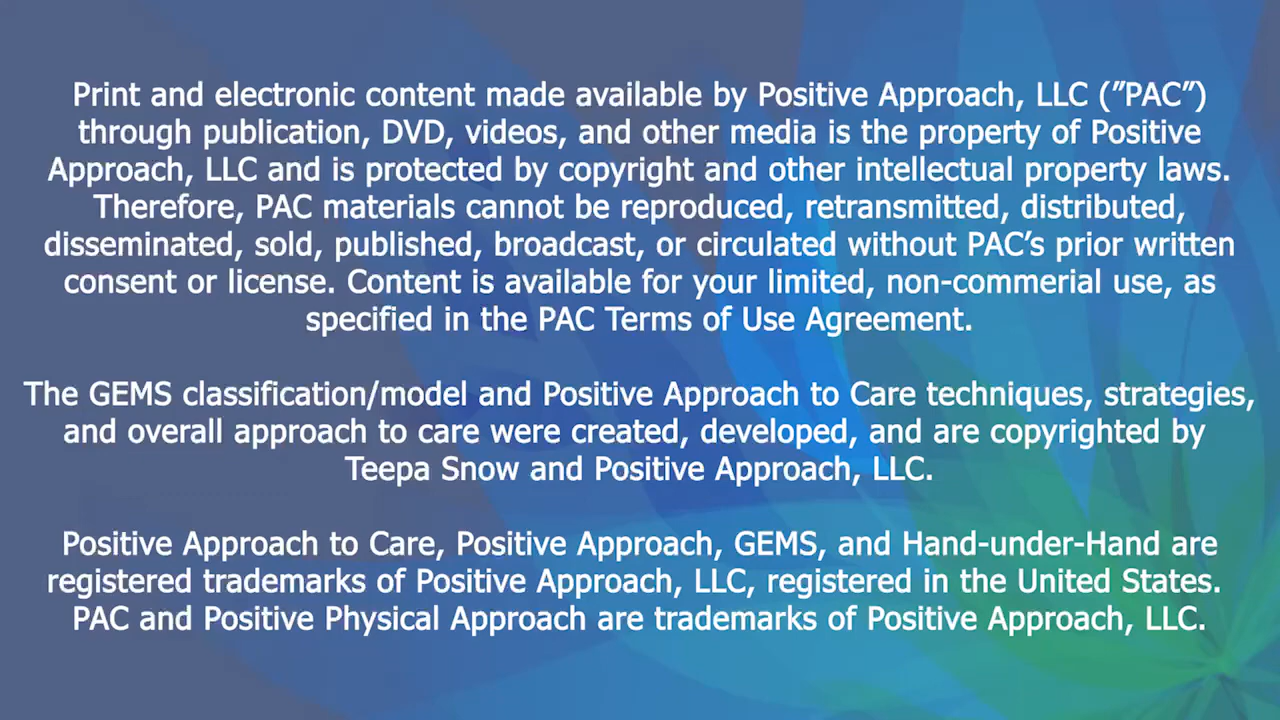 Print and electronic content made available by Positive Approach, LLC (”PAC”)
through publication, DVD, videos, and other media is the property of Positive
Approach, LLC and is protected by copyright and other intellectual property laws.
Therefore, PAC materials cannot be reproduced, retransmitted, distributed,
disseminated, sold, published, broadcast, or circulated without PAC’s prior written
consent or license. Content is available for your limited, non-commerial use, as
specified in the PAC Terms of Use Agreement.
The GEMS classification/model and Positive Approach to Care techniques, strategies,
and overall approach to care were created, developed, and are copyrighted by
Teepa Snow and Positive Approach, LLC.
Positive Approach to Care, Positive Approach, GEMS, and Hand-under-Hand are
registered trademarks of Positive Approach, LLC, registered in the United States.
PAC and Positive Physical Approach are trademarks of Positive Approach, LLC.